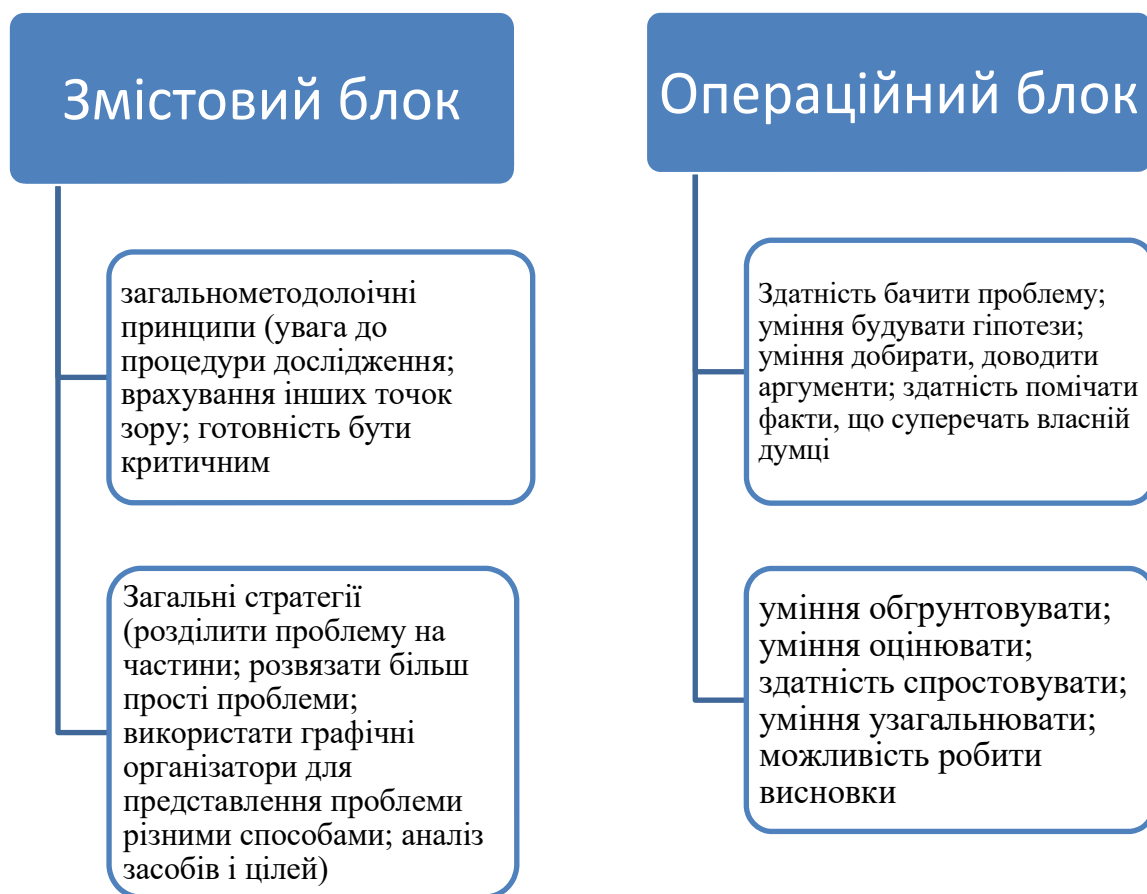 Змістовий блок
загальнометодолоічні
принципи (увага до
процедури дослідження;
врахування інших точок
зору; готовність бути
критичним
Загальні стратегії
(розділити проблему на
частини; розвязати більш
прості проблеми;
використати графічні
організатори для
представлення проблеми
різними способами; аналіз
засобів і цілей)
Операційний блок
Здатність бачити проблему;
уміння будувати гіпотези;
уміння добирати, доводити
аргументи; здатність помічати
факти, що суперечать власній
думці
уміння обгрунтовувати;
уміння оцінювати;
здатність спростовувати;
уміння узагальнювати;
можливість робити
висновки